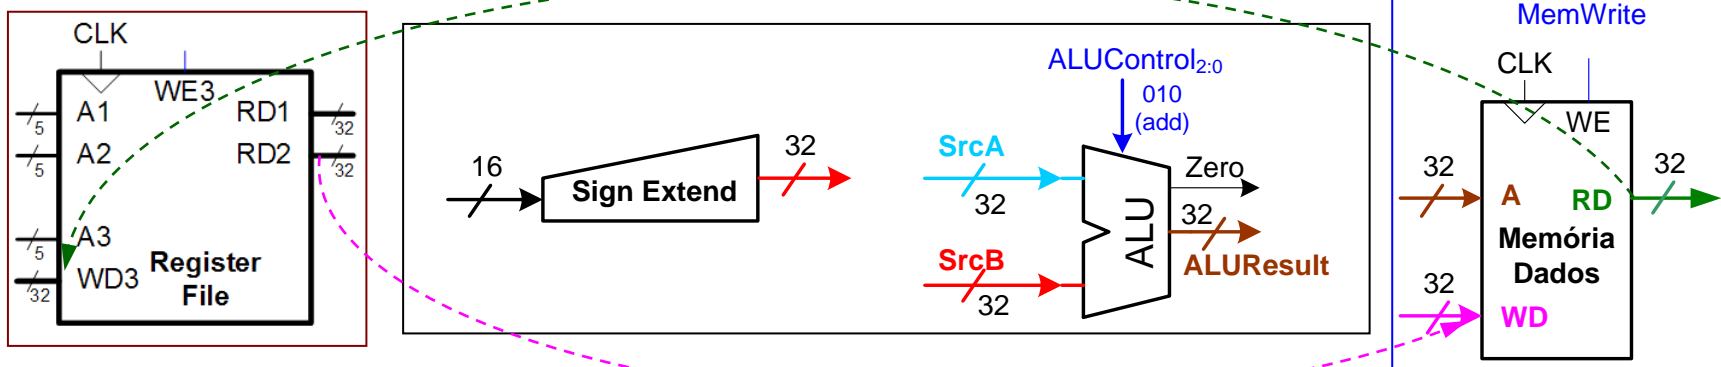 CLK
WE3
A1
RD1
5
32
A2
RD2
5
32
A3
5
WD3
32
Register
File
16
Sign Extend
32
ALUControl2:0
010
(add)
SrcA
32
SrcB
32
ALU
Zero
32
ALUResult
MemWrite
CLK
WE
32
A
RD
32
Memória
Dados
32
WD